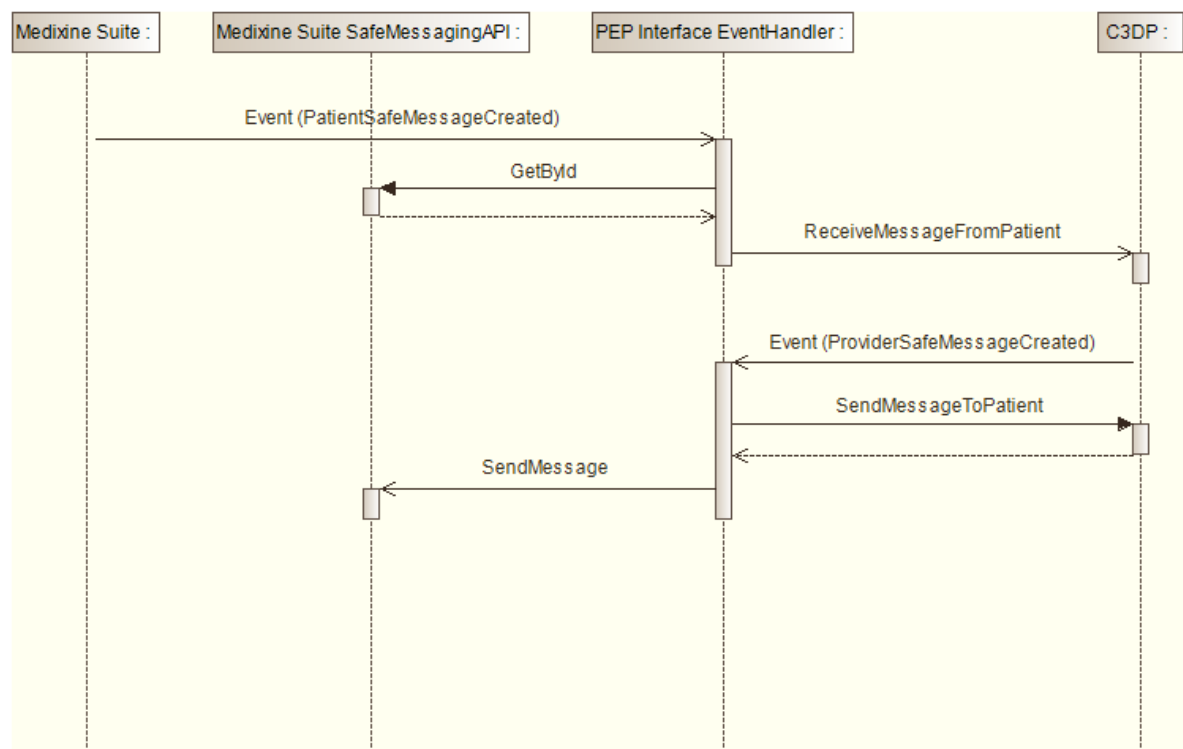 Medixine Suite :
Medixine Suite SafeMessagingAPI :
PEP Interface EventHandler :
C3DP :
Event (PatientSafeMessageCreated)
GetById
ReceiveMessageFromPatient
Event (ProviderSafeMessageCreated)
SendMessageToPatient
SendMessage